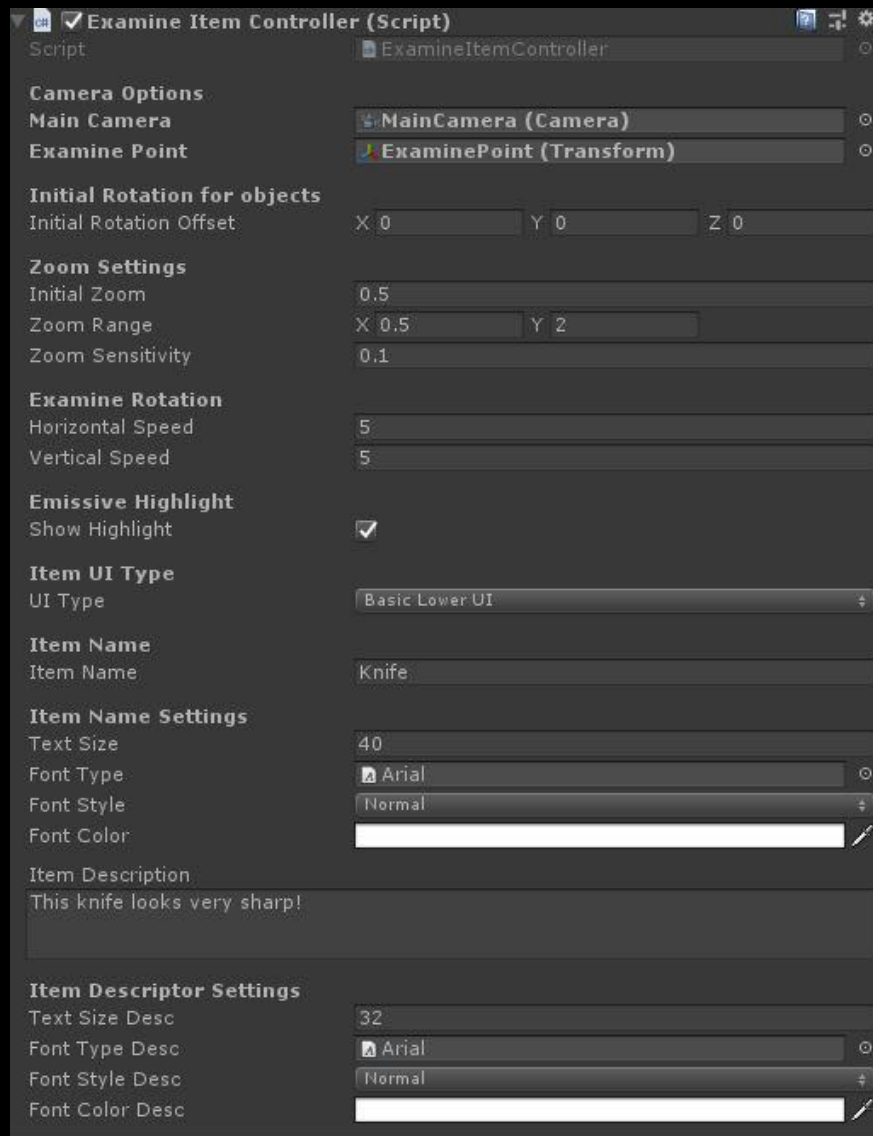 Examine Item Controller (Script)
Script ExamineItemController
Camera Options
Main Camera MainCamera (Camera)
Examine Point ExaminePoint (Transform)
Initial Rotation for objects
Initial Rotation Offset X 0 Y 0 Z 0
Zoom Settings
Initial Zoom 0.5
Zoom Range X 0.5 Y 2
Zoom Sensitivity 0.1
Examine Rotation
Horizontal Speed 5
Vertical Speed 5
Emissive Highlight
Show Highlight
Item UI Type
UI Type Basic Lower UI
Item Name
Item Name Knife
Item Name Settings
Text Size 40
Font Type Arial
Font Style Normal
Font Color
Item Description
This knife looks very sharp!
Item Descriptor Settings
Text Size Desc 32
Font Type Desc Arial
Font Style Desc Normal
Font Color Desc